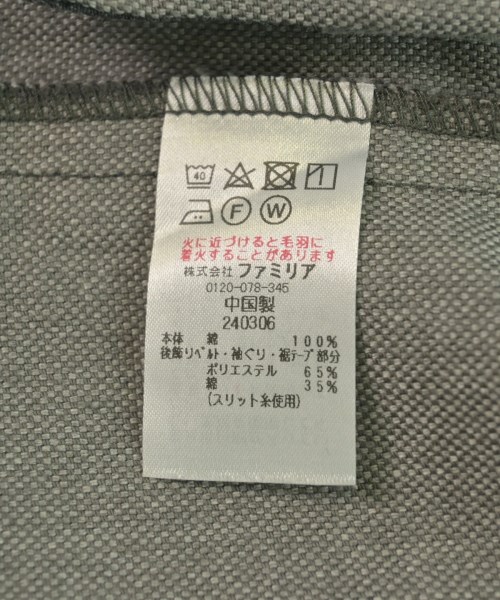 40 1
F W
火に近づけると毛羽に
着火することがあります
株式会社 ファミリア
0120-078-345
中国製
240306
本体 綿 100%
後飾りベルト・袖ぐり・裾テープ部分
ポリエステル 65%
綿 35%
(スリット糸使用)